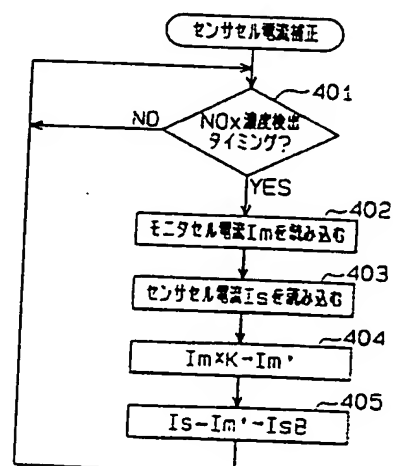 センサセル電流補正
401
NOx濃度検出
タイミング?
NO
YES
402
モニタセル電流Imを読み込む
403
センサセル電流Isを読み込む
404
Im×K→Im'
405
Is-Im'→Is2